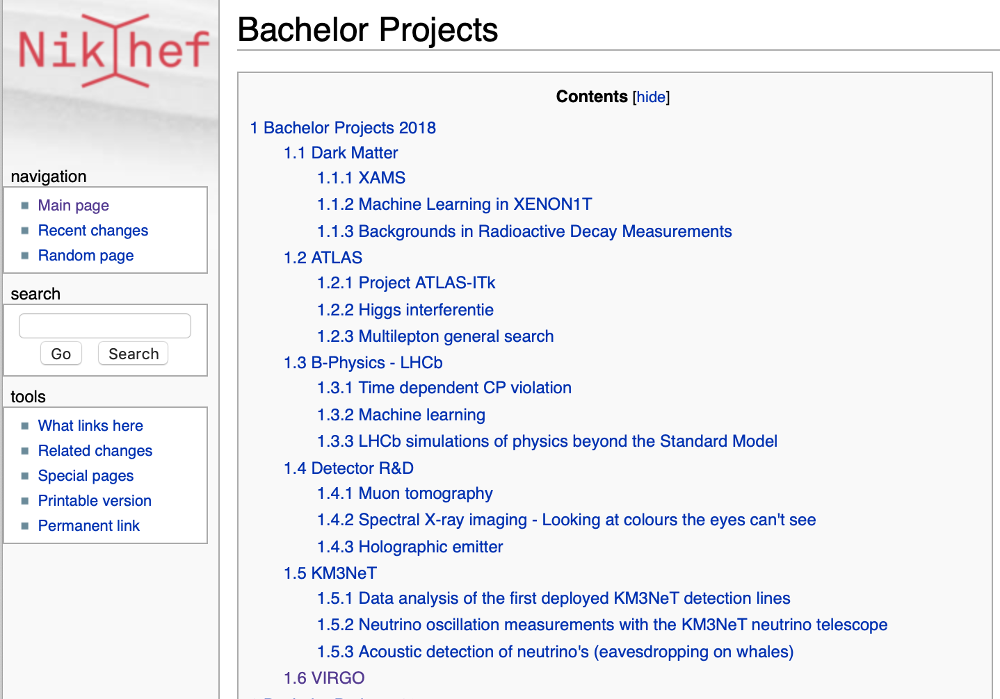 Nikhef
navigation
Main page
Recent changes
Random page
search
Go
Search
tools
What links here
Related changes
Special pages
Printable version
Permanent link
Bachelor Projects
Contents [hide]
1 Bachelor Projects 2018
1.1 Dark Matter
1.1.1 XAMS
1.1.2 Machine Learning in XENON1T
1.1.3 Backgrounds in Radioactive Decay Measurements
1.2 ATLAS
1.2.1 Project ATLAS-ITk
1.2.2 Higgs interferentie
1.2.3 Multilepton general search
1.3 B-Physics - LHCb
1.3.1 Time dependent CP violation
1.3.2 Machine learning
1.3.3 LHCb simulations of physics beyond the Standard Model
1.4 Detector R&D
1.4.1 Muon tomography
1.4.2 Spectral X-ray imaging - Looking at colours the eyes can't see
1.4.3 Holographic emitter
1.5 KM3NeT
1.5.1 Data analysis of the first deployed KM3NeT detection lines
1.5.2 Neutrino oscillation measurements with the KM3NeT neutrino telescope
1.5.3 Acoustic detection of neutrino's (eavesdropping on whales)
1.6 VIRGO